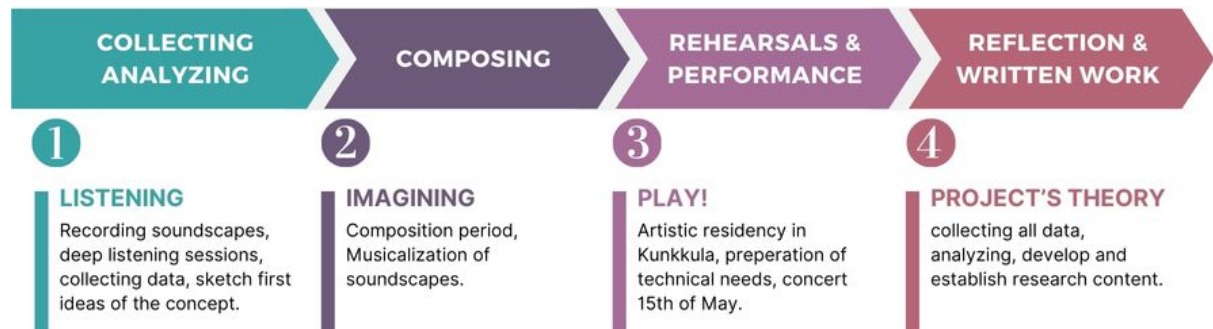 COLLECTING
ANALYZING
COMPOSING
REHEARSALS &
PERFORMANCE
REFLECTION &
WRITTEN WORK
1
LISTENING
Recording soundscapes,
deep listening sessions,
collecting data, sketch first
ideas of the concept.
2
IMAGINING
Composition period,
Musicalization of
soundscapes.
3
PLAY!
Artistic residency in
Kunkkula, preperation of
technical needs, concert
15th of May.
4
PROJECT'S THEORY
collecting all data,
analyzing, develop and
establish research content.